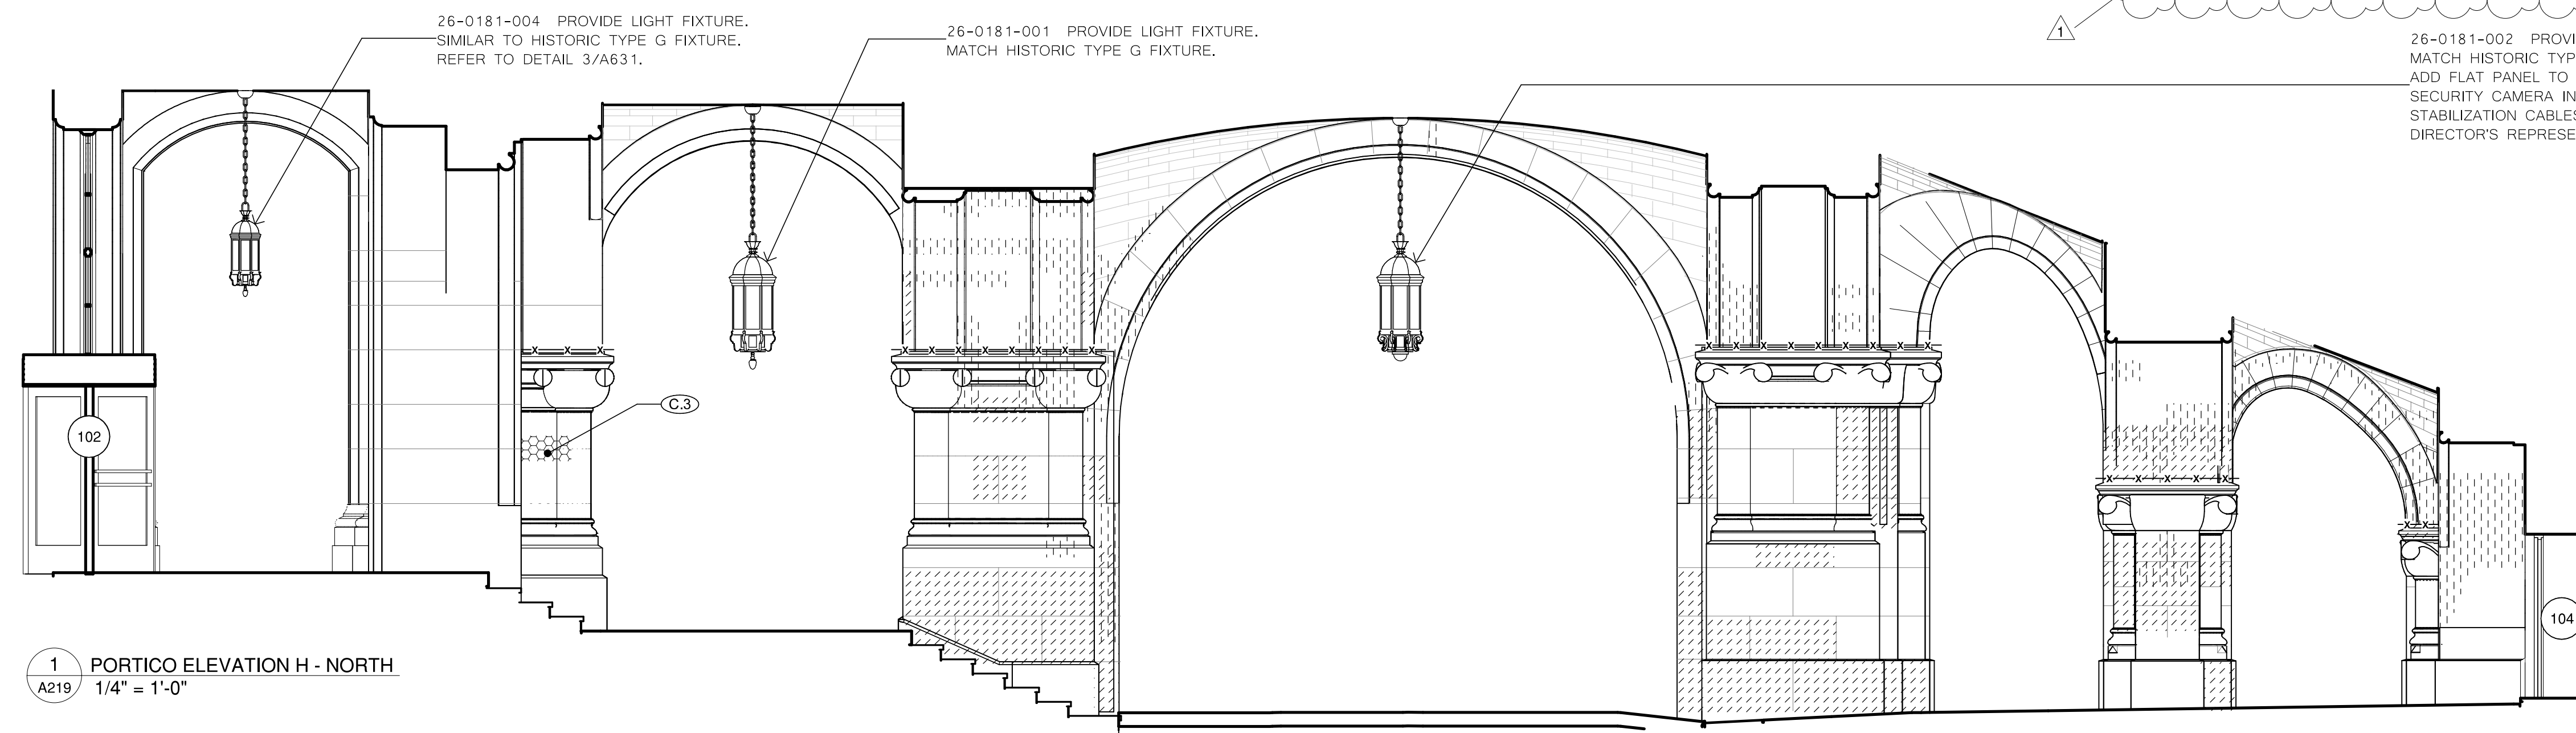 26-0181-004 PROVIDE LIGHT FIXTURE.
SIMILAR TO HISTORIC TYPE G FIXTURE.
REFER TO DETAIL 3/A631.
26-0181-001 PROVIDE LIGHT FIXTURE.
MATCH HISTORIC TYPE G FIXTURE.
1
26-0181-002 PROVI
MATCH HISTORIC TYP
ADD FLAT PANEL TO
SECURITY CAMERA IN
STABILIZATION CABLES
DIRECTOR'S REPRESE
X X X
X X X X X X X
X X X X X X X X X
C.3
102
X X X X X
X X
104
1
A219
PORTICO ELEVATION H - NORTH
1/4" = 1'-0"